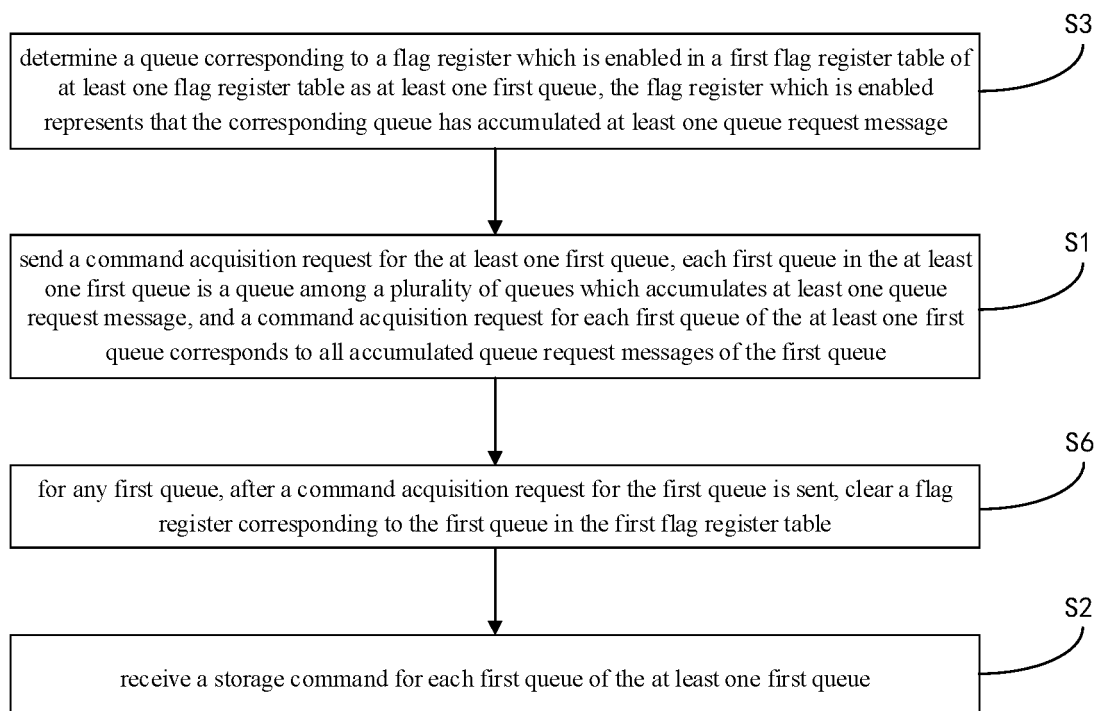 S3
determine a queue corresponding to a flag register which is enabled in a first flag register table of
at least one flag register table as at least one first queue, the flag register which is enabled
represents that the corresponding queue has accumulated at least one queue request message
S1
send a command acquisition request for the at least one first queue, each first queue in the at least
one first queue is a queue among a plurality of queues which accumulates at least one queue
request message, and a command acquisition request for each first queue of the at least one first
queue corresponds to all accumulated queue request messages of the first queue
S6
for any first queue, after a command acquisition request for the first queue is sent, clear a flag
register corresponding to the first queue in the first flag register table
S2
receive a storage command for each first queue of the at least one first queue